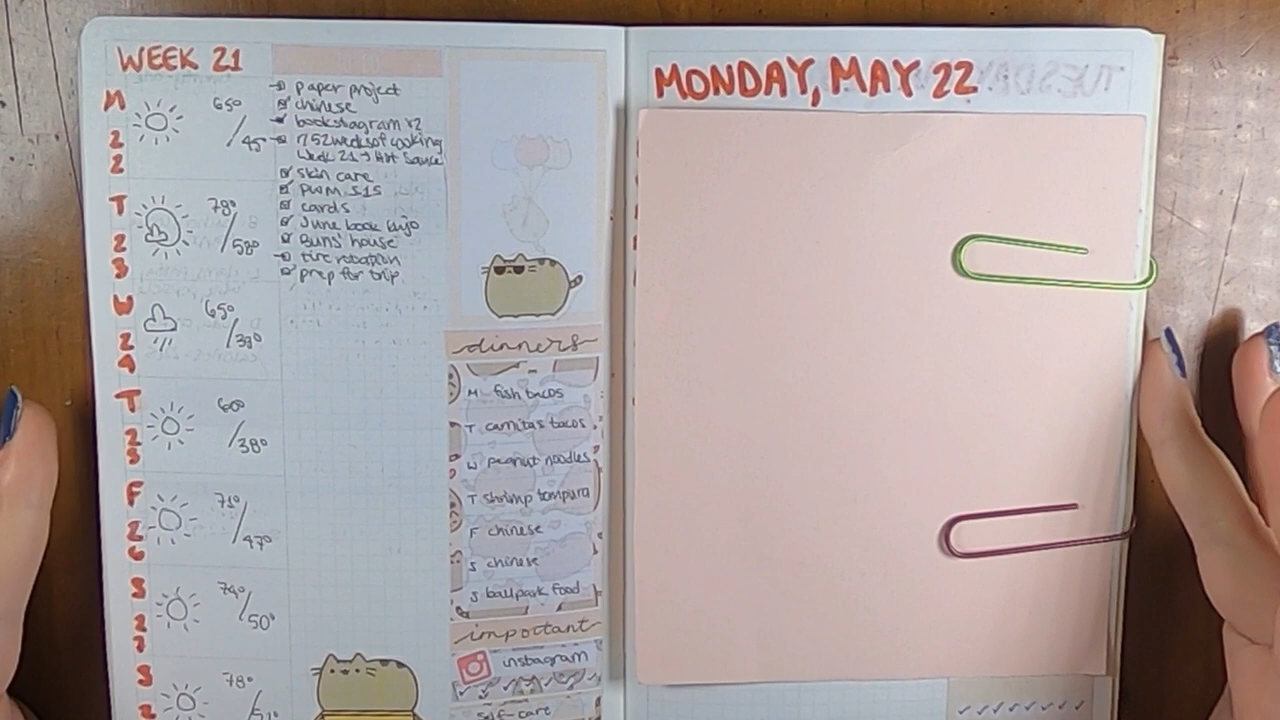 WEEK 21
MONDAY, MAY 22
M
22
65°
/45°
T
23
78°
/58°
W
24
65°
/39°
T
25
60°
/38°
F
26
71°
/47°
S
27
74°
/50°
S
2
78°
paper project
chinese
bookstagram x2
r/52weeksofcooking
Week 21 → Hot Sauce
skin care
PWM S15
cards
June book bujo
Buns' house
tire rotation
prep for trip
dinners
M fish tacos
T carnitas tacos
W peanut noodles
T shrimp tempura
F chinese
S chinese
S ballpark food
important
instagram
self-care
TUESDAY